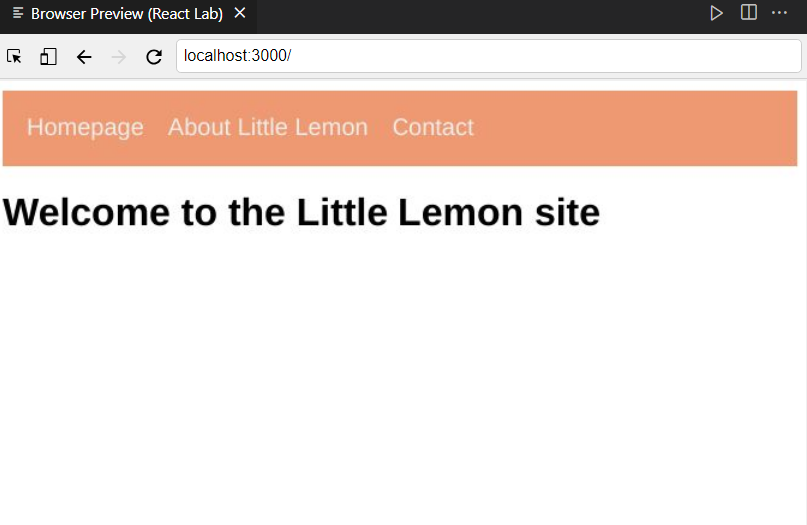 Browser Preview (React Lab)
localhost:3000/
Homepage About Little Lemon Contact
Welcome to the Little Lemon site